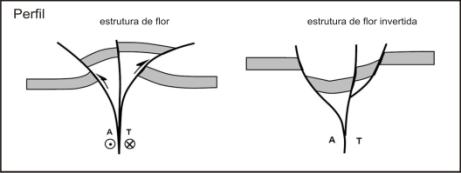 Perfil
estrutura de flor
estrutura de flor invertida
A T
A T